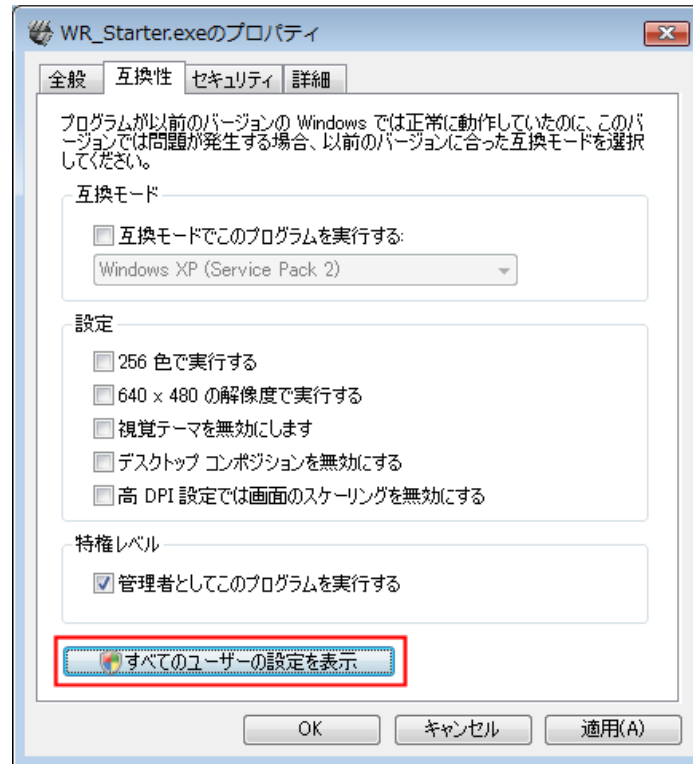 WR_Starter.exeのプロパティ
全般 互換性 セキュリティ 詳細
プログラムが以前のバージョンの Windows では正常に動作していたのに、このバ
ージョンでは問題が発生する場合、以前のバージョンに合った互換モードを選択
してください。
互換モード
互換モードでこのプログラムを実行する:
Windows XP (Service Pack 2)
設定
256 色で実行する
640 x 480 の解像度で実行する
視覚テーマを無効にします
デスクトップ コンポジションを無効にする
高 DPI 設定では画面のスケーリングを無効にする
特権レベル
管理者としてこのプログラムを実行する
すべてのユーザーの設定を表示
OK キャンセル 適用(A)